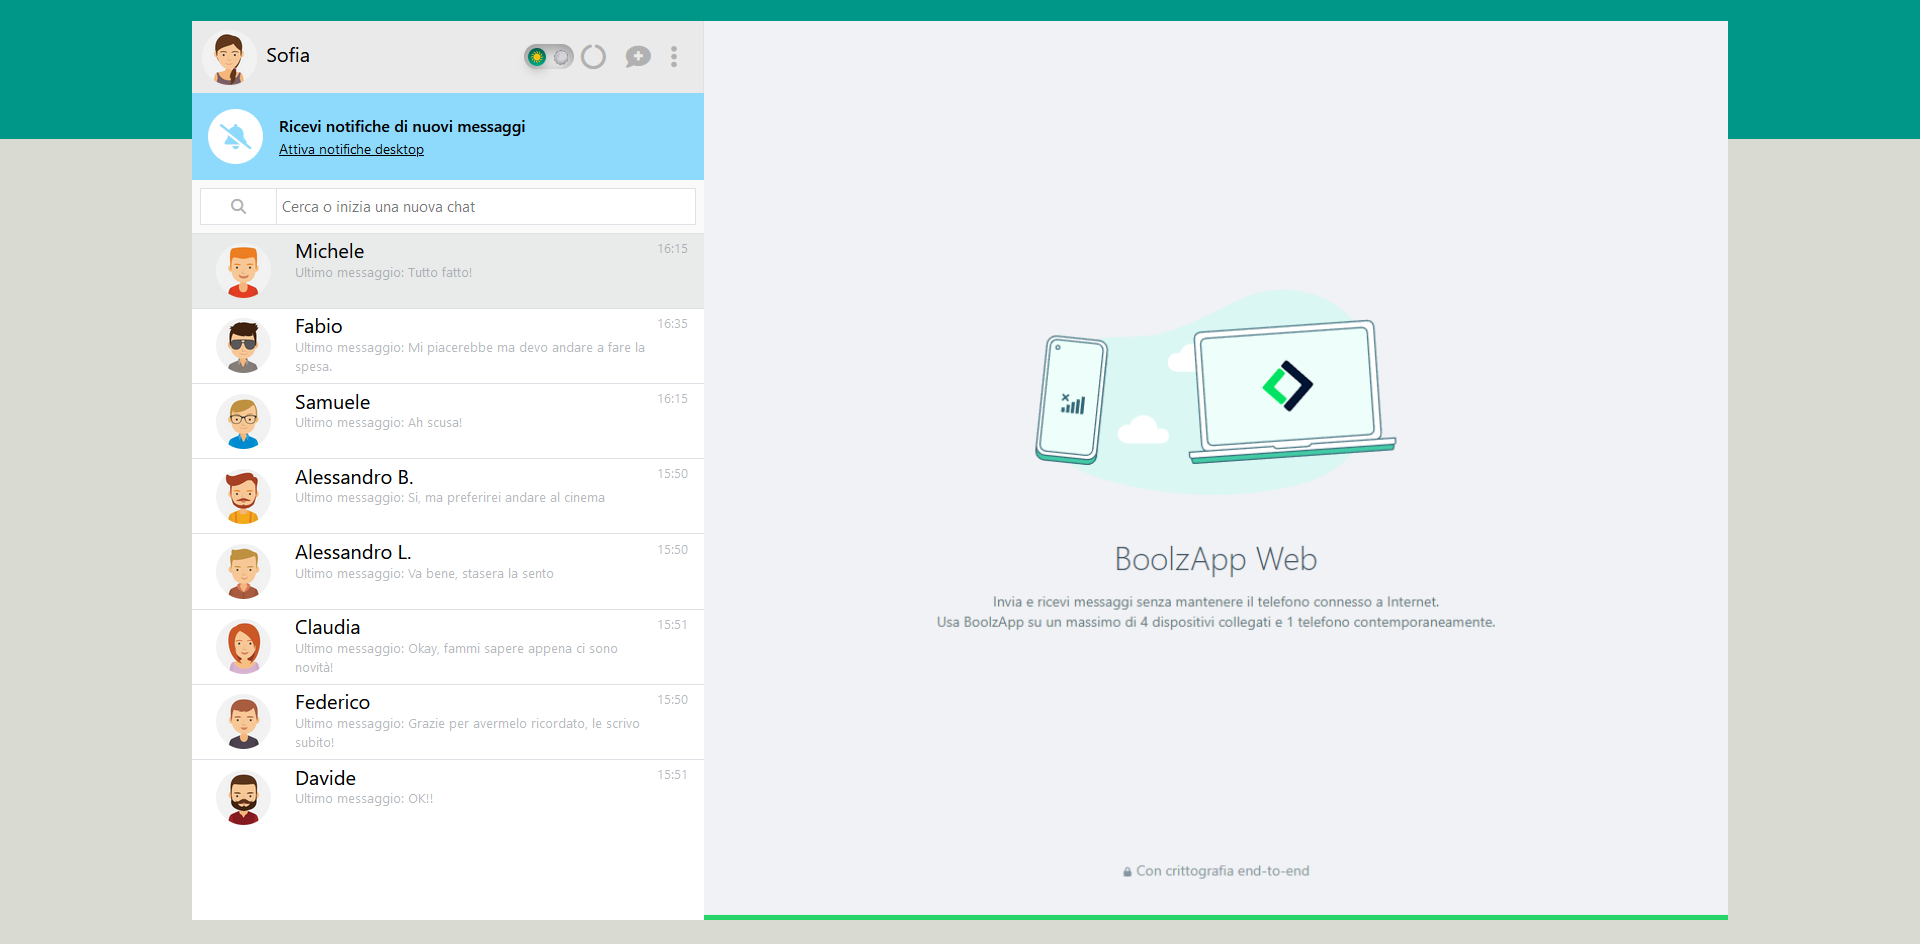 Sofia
Ricevi notifiche di nuovi messaggi
Attiva notifiche desktop
Cerca o inizia una nuova chat
Michele
16:15
Ultimo messaggio: Tutto fatto!
Fabio
16:35
Ultimo messaggio: Mi piacerebbe ma devo andare a fare la
spesa.
Samuele
16:15
Ultimo messaggio: Ah scusa!
Alessandro B.
15:50
Ultimo messaggio: Si, ma preferirei andare al cinema
Alessandro L.
15:50
Ultimo messaggio: Va bene, stasera la sento
Claudia
15:51
Ultimo messaggio: Okay, fammi sapere appena ci sono
novità!
Federico
15:50
Ultimo messaggio: Grazie per avermelo ricordato, le scrivo
subito!
Davide
15:51
Ultimo messaggio: OK!!
BoolzApp Web
Invia e ricevi messaggi senza mantenere il telefono connesso a Internet.
Usa BoolzApp su un massimo di 4 dispositivi collegati e 1 telefono contemporaneamente.
Con crittografia end-to-end